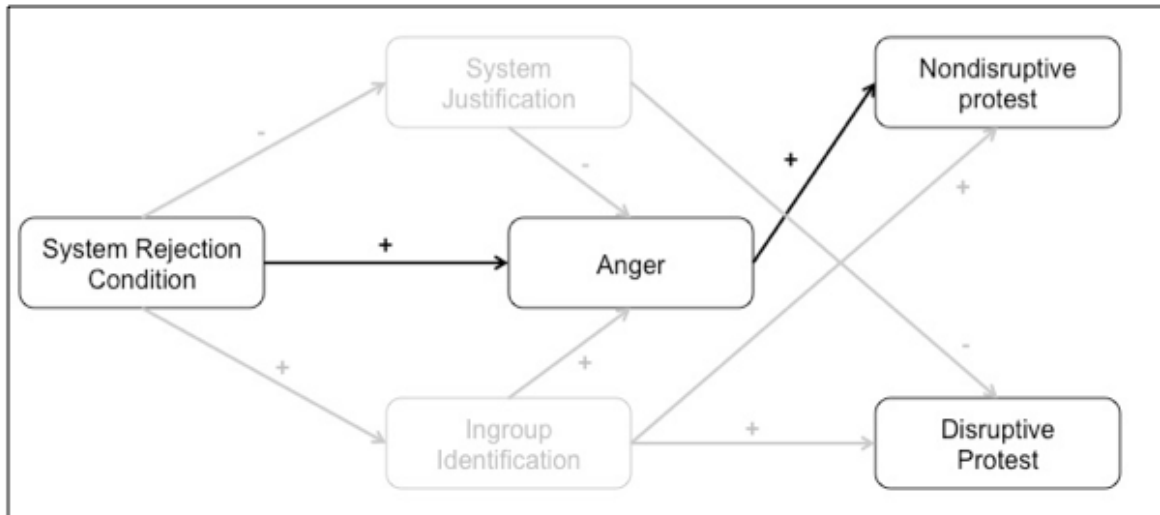 System
Justification
Nondisruptive
protest
-
-
+
+
System Rejection
Condition
+
Anger
+
+
-
Ingroup
Identification
+
Disruptive
Protest